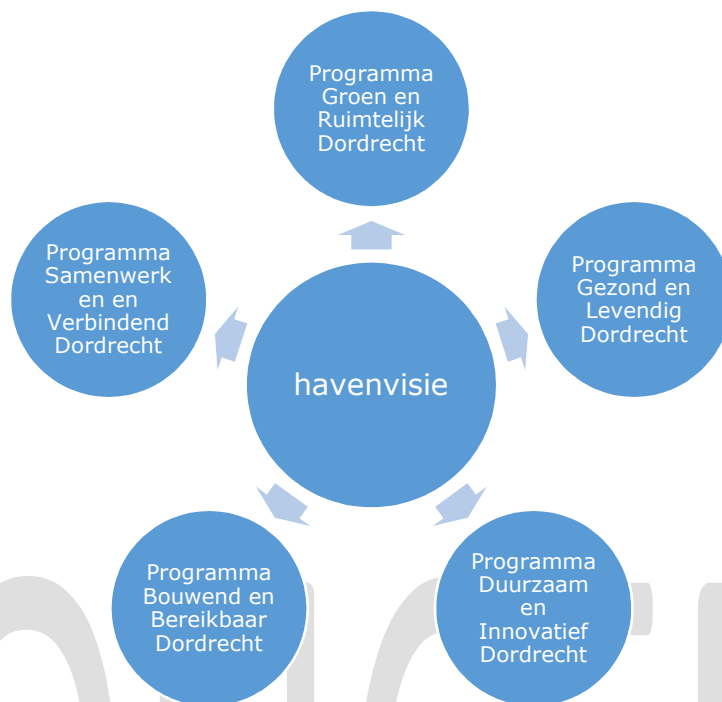 Programma
Groen en
Ruimtelijk
Dordrecht
Programma
Samenwerk
en en
Verbindend
Dordrecht
Programma
Gezond en
Levendig
Dordrecht
havenvisie
Programma
Bouwend en
Bereikbaar
Dordrecht
Programma
Duurzaam
en
Innovatief
Dordrecht